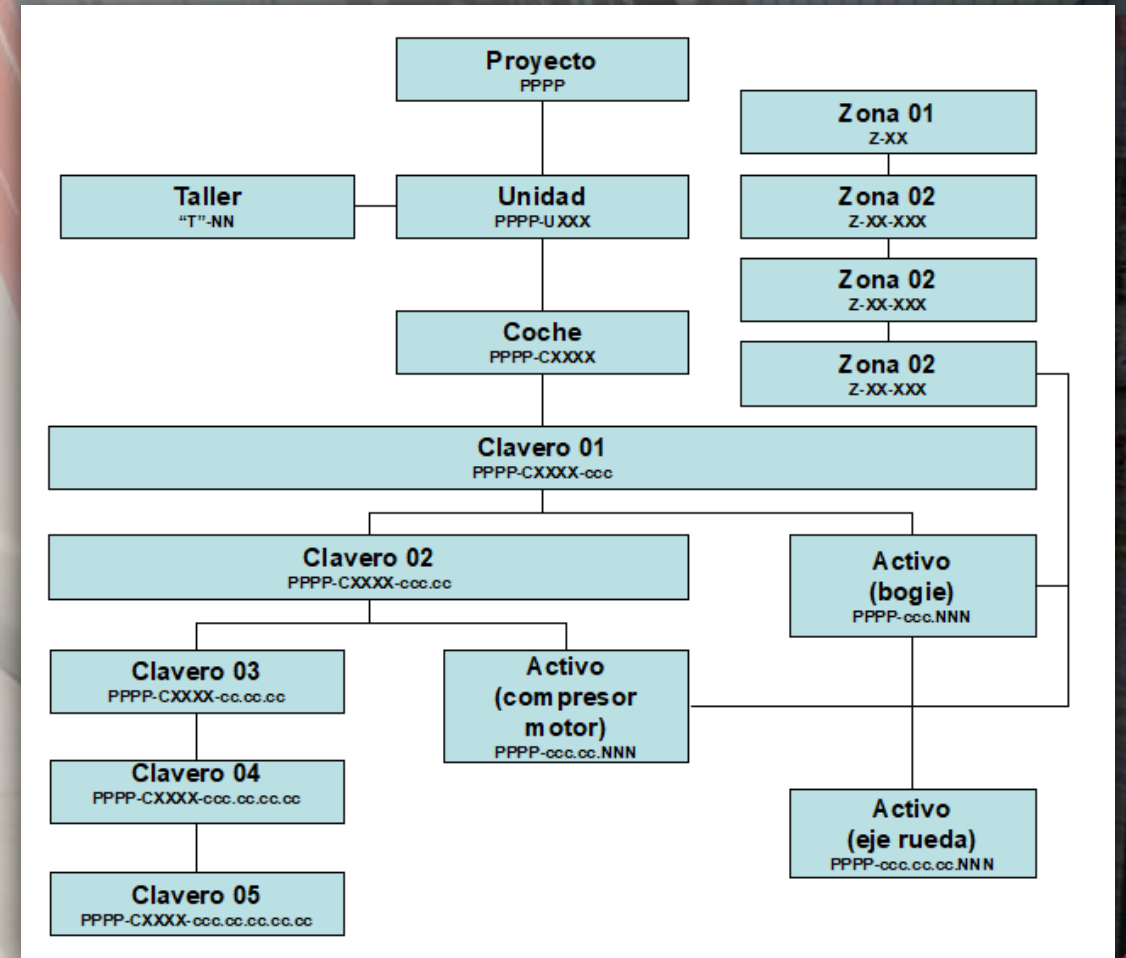 Proyecto
PPPP
Zona 01
Z-XX
Taller
“T”-NN
Unidad
PPPP-UXXX
Zona 02
Z-XX-XXX
Zona 02
Z-XX-XXX
Coche
PPPP-CXXXX
Zona 02
Z-XX-XXX
Clavero 01
PPPP-CXXXX-ccc
Clavero 02
PPPP-CXXXX-ccc.cc
Activo
(bogie)
PPPP-ccc.NNN
Clavero 03
PPPP-CXXXX-cc.cc.cc
Activo
(compresor
motor)
PPPP-ccc.cc.NNN
Clavero 04
PPPP-CXXXX-ccc.cc.cc.cc
Activo
(eje rueda)
PPPP-ccc.cc.cc.NNN
Clavero 05
PPPP-CXXXX-ccc.cc.cc.cc.cc